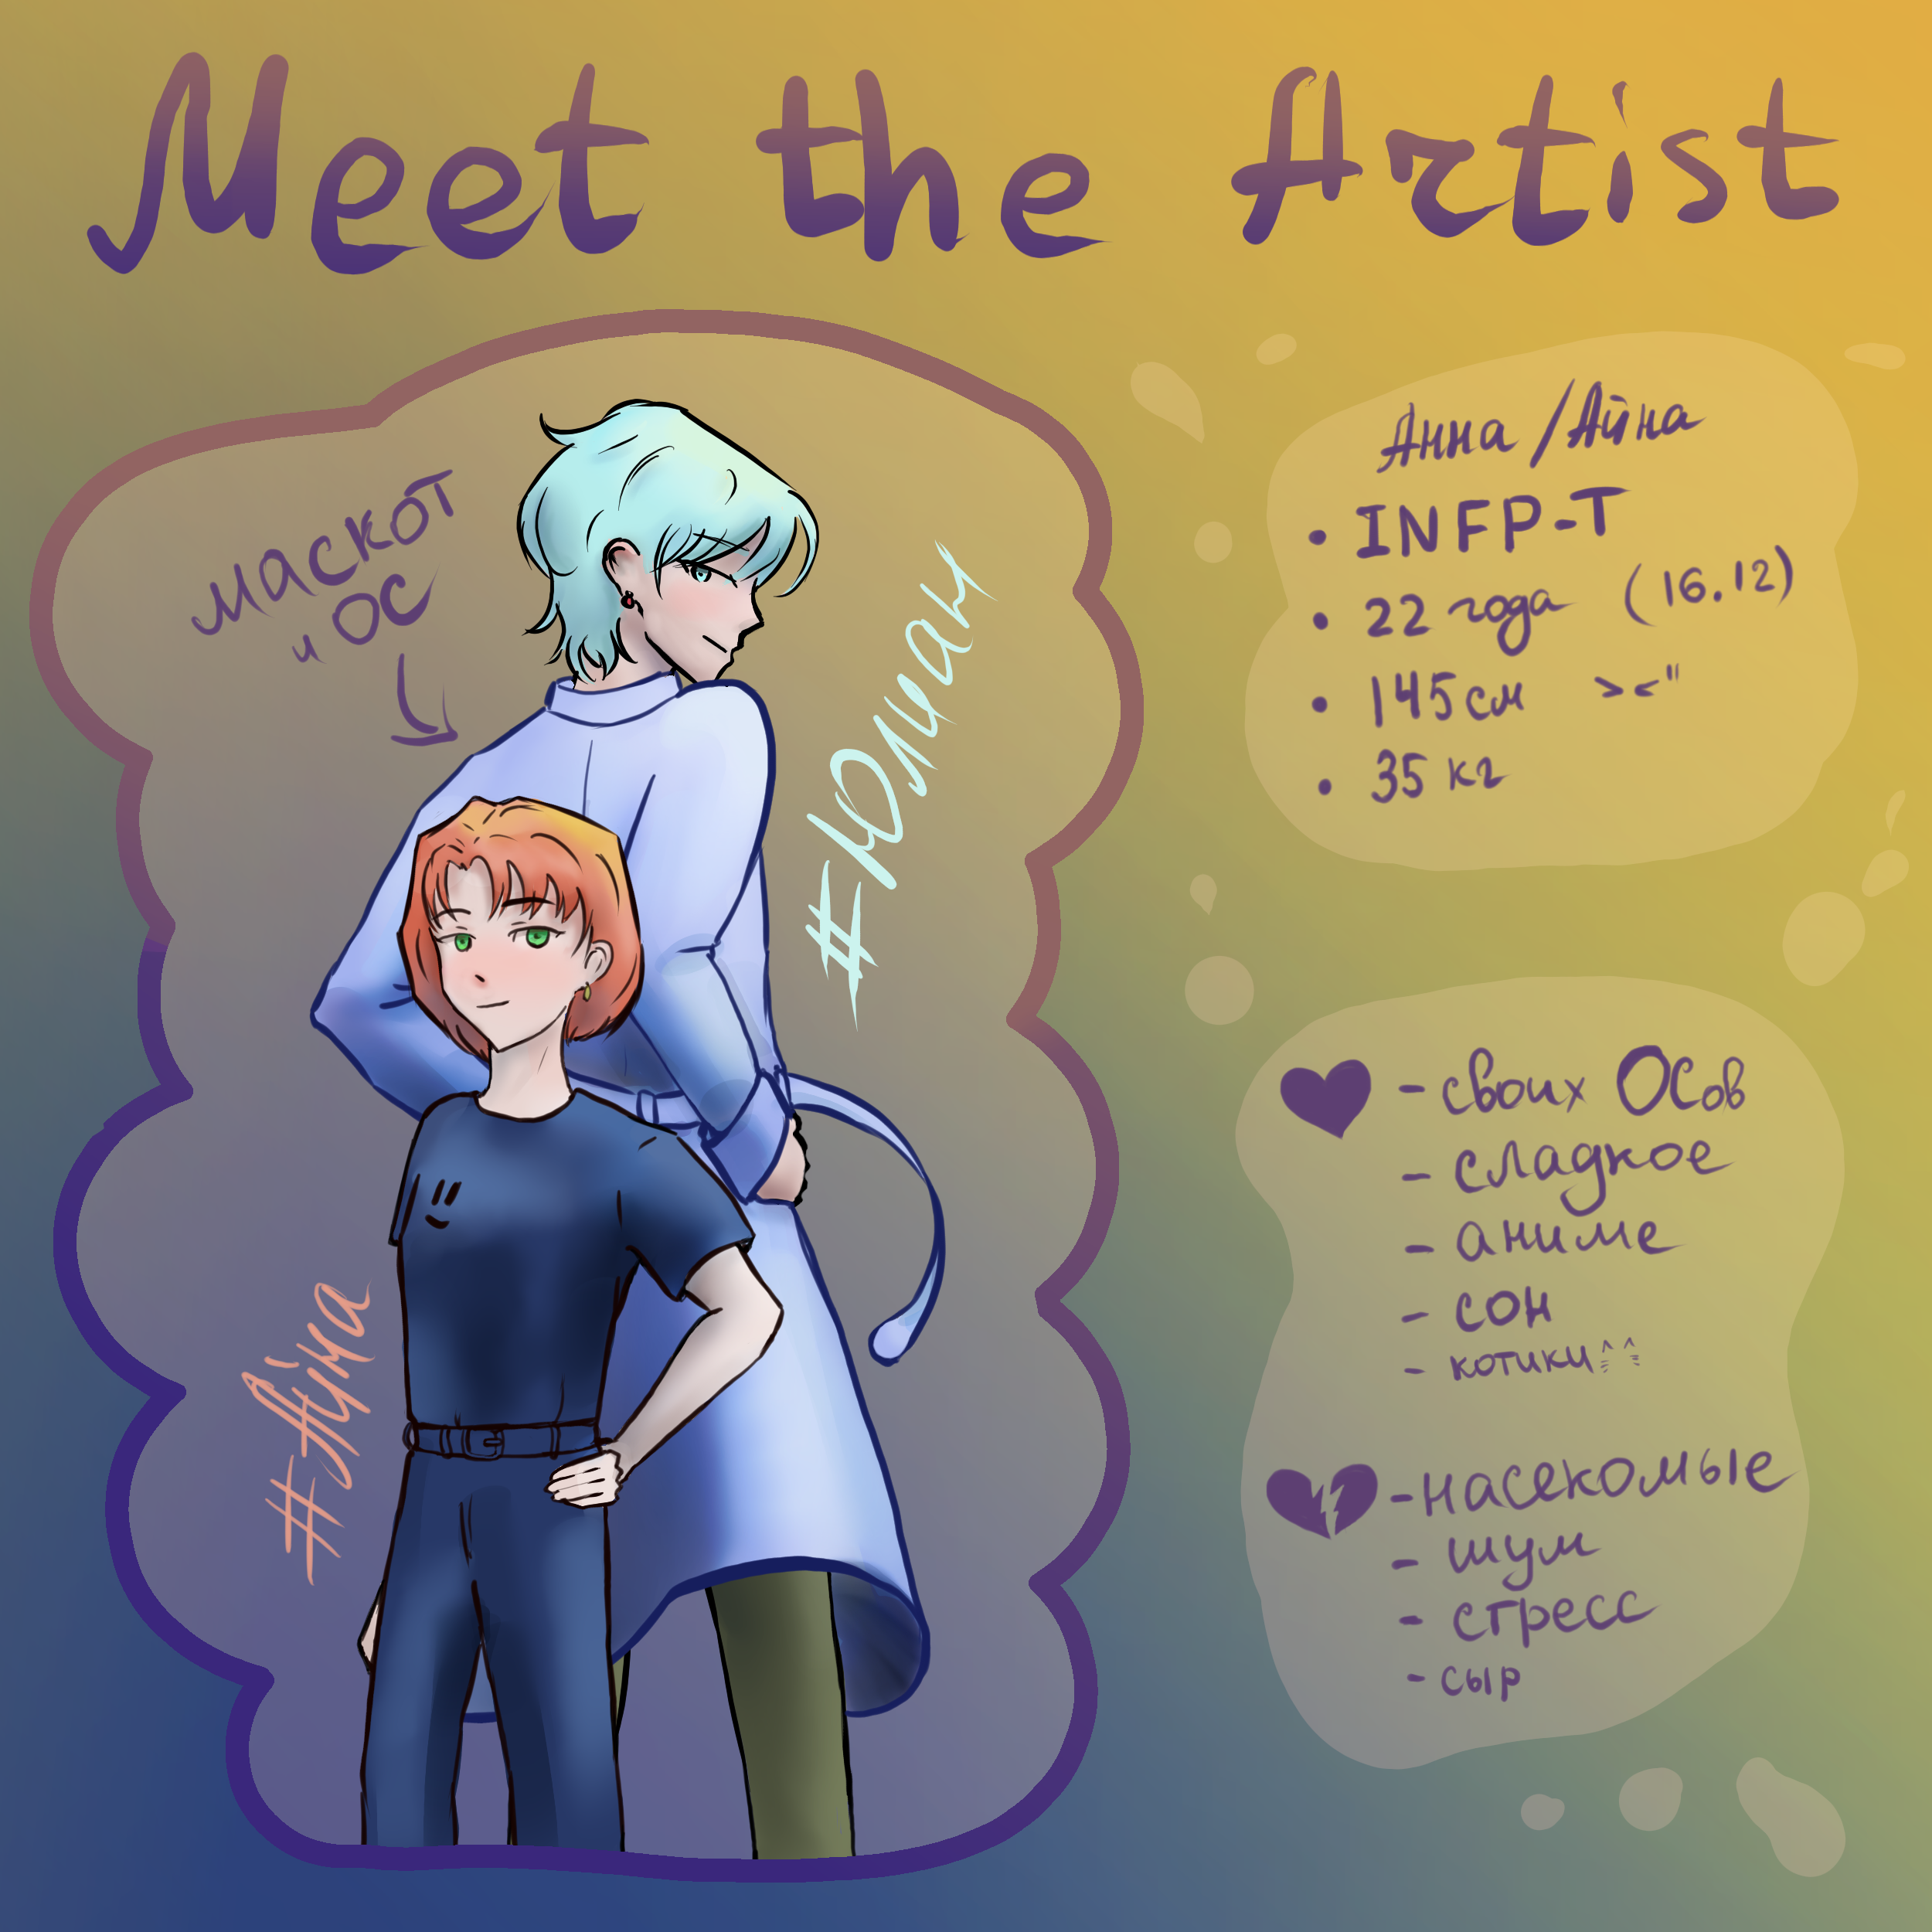 Meet the Artist
маскот
и ОС
#Юлиан
#Айна
Анна/Айна
• INFP-T
• 22 года (16.12)
• 145 см ><"
• 35 кг
- своих ОСов
- сладкое
- аниме
- сон
- котики
- насекомые
- шум
- стресс
- сыр